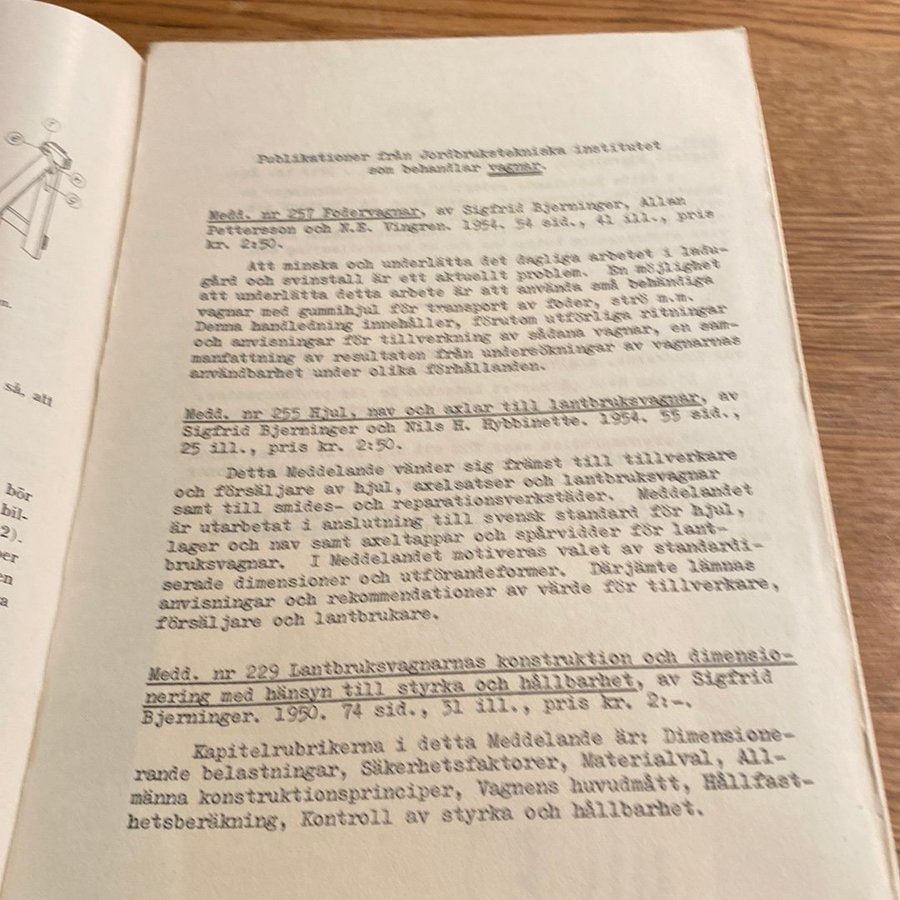 så, att
bör
bil-
2).
en
a
Publikationer från Jordbrukstekniska institutet
som behandlar vagnar.
Medd. nr 257 Fodervagnar, av Sigfrid Bjerninger, Allan
Pettersson och N.E. Vingren. 1954. 54 sid., 41 ill., pris
kr. 2:50.
Att minska och underlätta det dagliga arbetet i ladu-
gård och svinstall är ett aktuellt problem. En möjlighet
att underlätta detta arbete är att använda små behändiga
vagnar med gummihjul för transport av foder, strö m.m.
Denna handledning innehåller, förutom utförliga ritningar
och anvisningar för tillverkning av sådana vagnar, en sam-
manfattning av resultaten från undersökningar av vagnarnas
användbarhet under olika förhållanden.
Medd. nr 255 Hjul, nav och axlar till lantbruksvagnar, av
Sigfrid Bjerninger och Nils H. Hybbinette. 1954. 55 sid.,
25 ill., pris kr. 2:50.
Detta Meddelande vänder sig främst till tillverkare
och försäljare av hjul, axelsatser och lantbruksvagnar
samt till smides- och reparationsverkstäder. Meddelandet
är utarbetat i anslutning till svensk standard för hjul,
lager och nav samt axeltappar och spårvidder för lant-
bruksvagnar. I Meddelandet motiveras valet av standardi-
serade dimensioner och utförandeformer. Därjämte lämnas
anvisningar och rekommendationer av värde för tillverkare,
försäljare och lantbrukare.
Medd. nr 229 Lantbruksvagnarnas konstruktion och dimensio-
nering med hänsyn till styrka och hållbarhet, av Sigfrid
Bjerninger. 1950. 74 sid., 31 ill., pris kr. 2:-.
Kapitelrubrikerna i detta Meddelande är: Dimensione-
rande belastningar, Säkerhetsfaktorer, Materialval, All-
männa konstruktionsprinciper, Vagnens huvudmått, Hållfast-
hetsberäkning, Kontroll av styrka och hållbarhet.